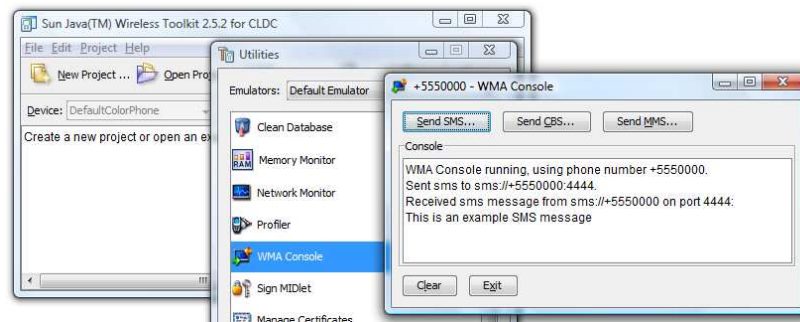 Sun Java(TM) Wireless Toolkit 2.5.2 for CLDC
File Edit Project Help
New Project ... Open Pro
Device: DefaultColorPhone
Create a new project or open an ex
Utilities
Emulators: Default Emulator
Clean Database
RAM Memory Monitor
Network Monitor
Profiler
WMA Console
Sign MIDlet
Manage Certificates
+5550000 - WMA Console
Send SMS... Send CBS... Send MMS...
Console
WMA Console running, using phone number +5550000.
Sent sms to sms://+5550000:4444.
Received sms message from sms://+5550000 on port 4444:
This is an example SMS message
Clear Exit